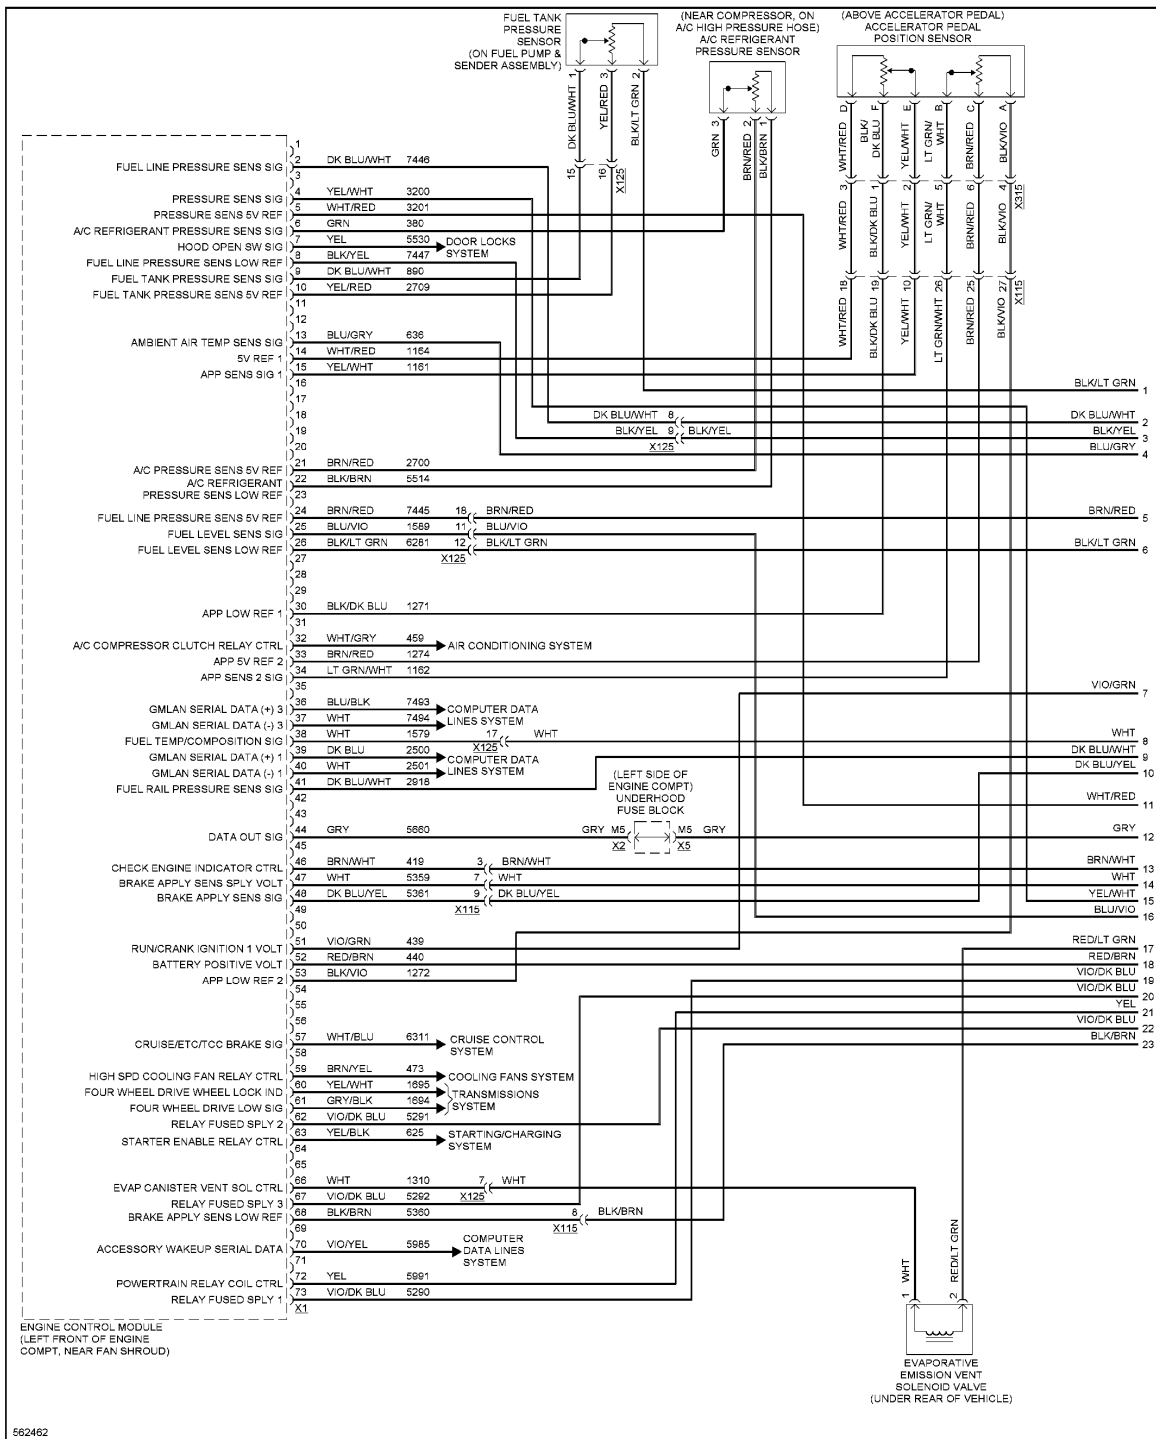 FUEL TANK
PRESSURE
SENSOR
(ON FUEL PUMP &
SENDER ASSEMBLY)
(NEAR COMPRESSOR, ON
A/C HIGH PRESSURE HOSE)
A/C REFRIGERANT
PRESSURE SENSOR
(ABOVE ACCELERATOR PEDAL)
ACCELERATOR PEDAL
POSITION SENSOR
1 3 2
DK BLU/WHT
YEL/RED
BLK/LT GRN
15 16 X125
3 2 1
GRN
BRN/RED
BLK/BRN
D F E B C A
WHT/RED
BLK/
DK BLU
YEL/WHT
LT GRN/
WHT
BRN/RED
BLK/VIO
3 1 2 5 6 4 X315
WHT/RED
BLK/DK BLU
YEL/WHT
LT GRN/
WHT
BRN/RED
BLK/VIO
18 19 10 26 25 27 X115
WHT/RED
BLK/DK BLU
YEL/WHT
LT GRN/WHT
BRN/RED
BLK/VIO
1
FUEL LINE PRESSURE SENS SIG 2 DK BLU/WHT 7446
3
PRESSURE SENS SIG 4 YEL/WHT 3200
PRESSURE SENS 5V REF 5 WHT/RED 3201
A/C REFRIGERANT PRESSURE SENS SIG 6 GRN 380
HOOD OPEN SW SIG 7 YEL 5530 DOOR LOCKS
SYSTEM
FUEL LINE PRESSURE SENS LOW REF 8 BLK/YEL 7447
FUEL TANK PRESSURE SENS SIG 9 DK BLU/WHT 890
FUEL TANK PRESSURE SENS 5V REF 10 YEL/RED 2709
11
12
AMBIENT AIR TEMP SENS SIG 13 BLU/GRY 636
5V REF 1 14 WHT/RED 1164
APP SENS SIG 1 15 YEL/WHT 1161
16
BLK/LT GRN 1
17
18
DK BLU/WHT 8 DK BLU/WHT 2
19
BLK/YEL 9 BLK/YEL BLK/YEL 3
X125
20
BLU/GRY 4
A/C PRESSURE SENS 5V REF 21 BRN/RED 2700
A/C REFRIGERANT 22 BLK/BRN 5514
PRESSURE SENS LOW REF 23
FUEL LINE PRESSURE SENS 5V REF 24 BRN/RED 7445 18 BRN/RED BRN/RED 5
FUEL LEVEL SENS SIG 25 BLU/VIO 1589 11 BLU/VIO
FUEL LEVEL SENS LOW REF 26 BLK/LT GRN 6281 12 BLK/LT GRN BLK/LT GRN 6
27 X125
28
29
APP LOW REF 1 30 BLK/DK BLU 1271
31
A/C COMPRESSOR CLUTCH RELAY CTRL 32 WHT/GRY 459 AIR CONDITIONING SYSTEM
APP 5V REF 2 33 BRN/RED 1274
APP SENS 2 SIG 34 LT GRN/WHT 1162
35
VIO/GRN 7
GMLAN SERIAL DATA (+) 3 36 BLU/BLK 7493 COMPUTER DATA
GMLAN SERIAL DATA (-) 3 37 WHT 7494 LINES SYSTEM
FUEL TEMP/COMPOSITION SIG 38 WHT 1579 17 WHT WHT 8
X125
GMLAN SERIAL DATA (+) 1 39 DK BLU 2500 COMPUTER DATA DK BLU/WHT 9
GMLAN SERIAL DATA (-) 1 40 WHT 2501 LINES SYSTEM DK BLU/YEL 10
FUEL RAIL PRESSURE SENS SIG 41 DK BLU/WHT 2918
42
(LEFT SIDE OF
ENGINE COMPT)
UNDERHOOD
FUSE BLOCK
WHT/RED 11
43
DATA OUT SIG 44 GRY 5660 GRY M5 X2 M5 X5 GRY GRY 12
45
CHECK ENGINE INDICATOR CTRL 46 BRN/WHT 419 3 BRN/WHT BRN/WHT 13
BRAKE APPLY SENS SPLY VOLT 47 WHT 5359 7 WHT WHT 14
BRAKE APPLY SENS SIG 48 DK BLU/YEL 5361 9 DK BLU/YEL YEL/WHT 15
49 X115
BLU/VIO 16
50
RUN/CRANK IGNITION 1 VOLT 51 VIO/GRN 439 RED/LT GRN 17
BATTERY POSITIVE VOLT 52 RED/BRN 440 RED/BRN 18
APP LOW REF 2 53 BLK/VIO 1272 VIO/DK BLU 19
54
VIO/DK BLU 20
55
YEL 21
56
VIO/DK BLU 22
CRUISE/ETC/TCC BRAKE SIG 57 WHT/BLU 6311 CRUISE CONTROL
SYSTEM
BLK/BRN 23
58
HIGH SPD COOLING FAN RELAY CTRL 59 BRN/YEL 473 COOLING FANS SYSTEM
FOUR WHEEL DRIVE WHEEL LOCK IND 60 YEL/WHT 1695 TRANSMISSIONS
FOUR WHEEL DRIVE LOW SIG 61 GRY/BLK 1694 SYSTEM
RELAY FUSED SPLY 2 62 VIO/DK BLU 5291
STARTER ENABLE RELAY CTRL 63 YEL/BLK 625 STARTING/CHARGING
SYSTEM
64
65
EVAP CANISTER VENT SOL CTRL 66 WHT 1310 7 WHT
X125
RELAY FUSED SPLY 3 67 VIO/DK BLU 5292
BRAKE APPLY SENS LOW REF 68 BLK/BRN 5360 8 BLK/BRN
X115
69
ACCESSORY WAKEUP SERIAL DATA 70 VIO/YEL 5985 COMPUTER
DATA LINES
SYSTEM
71
POWERTRAIN RELAY COIL CTRL 72 YEL 5991
RELAY FUSED SPLY 1 73 VIO/DK BLU 5290
X1
1 WHT
2 RED/LT GRN
ENGINE CONTROL MODULE
(LEFT FRONT OF ENGINE
COMPT, NEAR FAN SHROUD)
EVAPORATIVE
EMISSION VENT
SOLENOID VALVE
(UNDER REAR OF VEHICLE)
562462